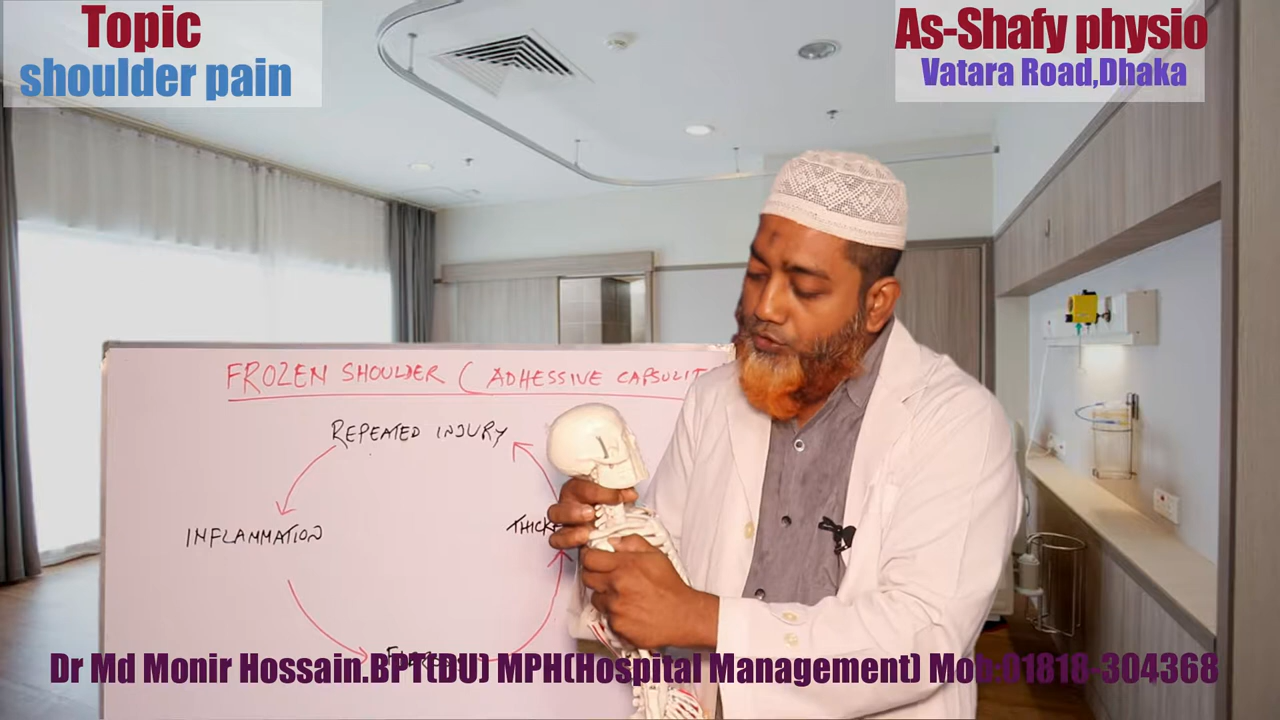 Topic
shoulder pain
As-Shafy physio
Vatara Road,Dhaka
FROZEN SHOULDER ( ADHESSIVE CAPSULIT
REPEATED INJURY
INFLAMMATION
THICKE
Dr Md Monir Hossain.BPT(DU) MPH(Hospital Management) Mob:01818-304368